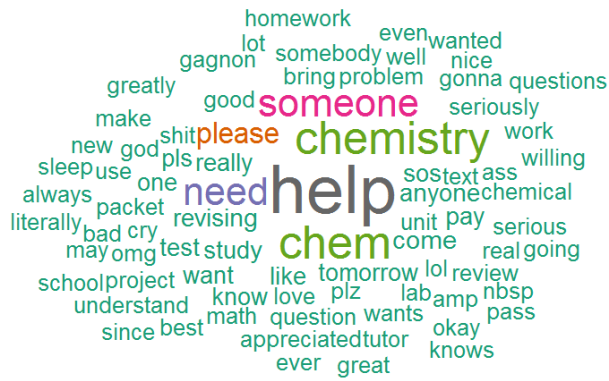 homework
lot even wanted
gagnon somebody well nice
bring problem gonna questions
greatly
good someone seriously
make
shit please chemistry work
new god pls really willing
sleep use one need help sos text ass
always packet anyone chemical
literally revising unit pay serious
bad cry chem come
may omg test study real going
school project want like tomorrow lol review
understand know love plz lab amp nbsp
since best math question wants okay pass
appreciated tutor knows
ever great